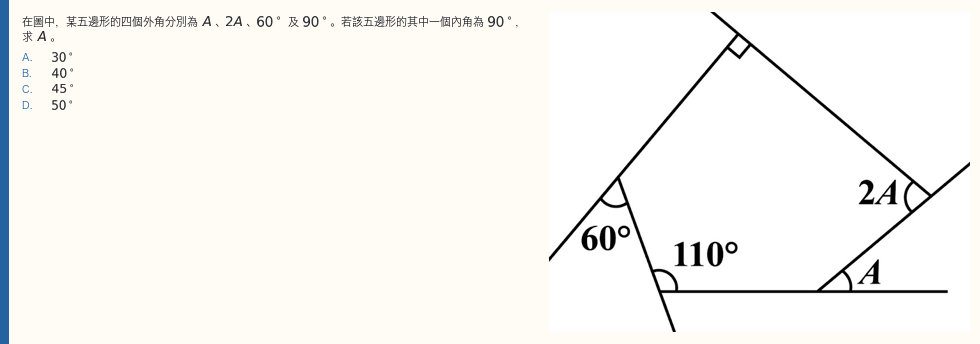 在圖中，某五邊形的四個外角分別為 A 、2A 、60° 及 90° 。若該五邊形的其中一個內角為 90° ，
求 A 。
A. 30°
B. 40°
C. 45°
D. 50°
2A
60°
110°
A